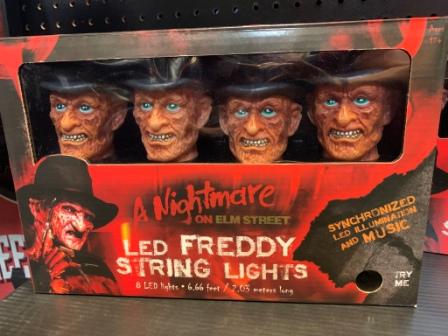 A Nightmare
ON ELM STREET
LED FREDDY
STRING LIGHTS
8 LED lights • 6.66 feet / 2.03 meters long
SYNCHRONIZED
LED ILLUMINATION
AND MUSIC
TRY
ME